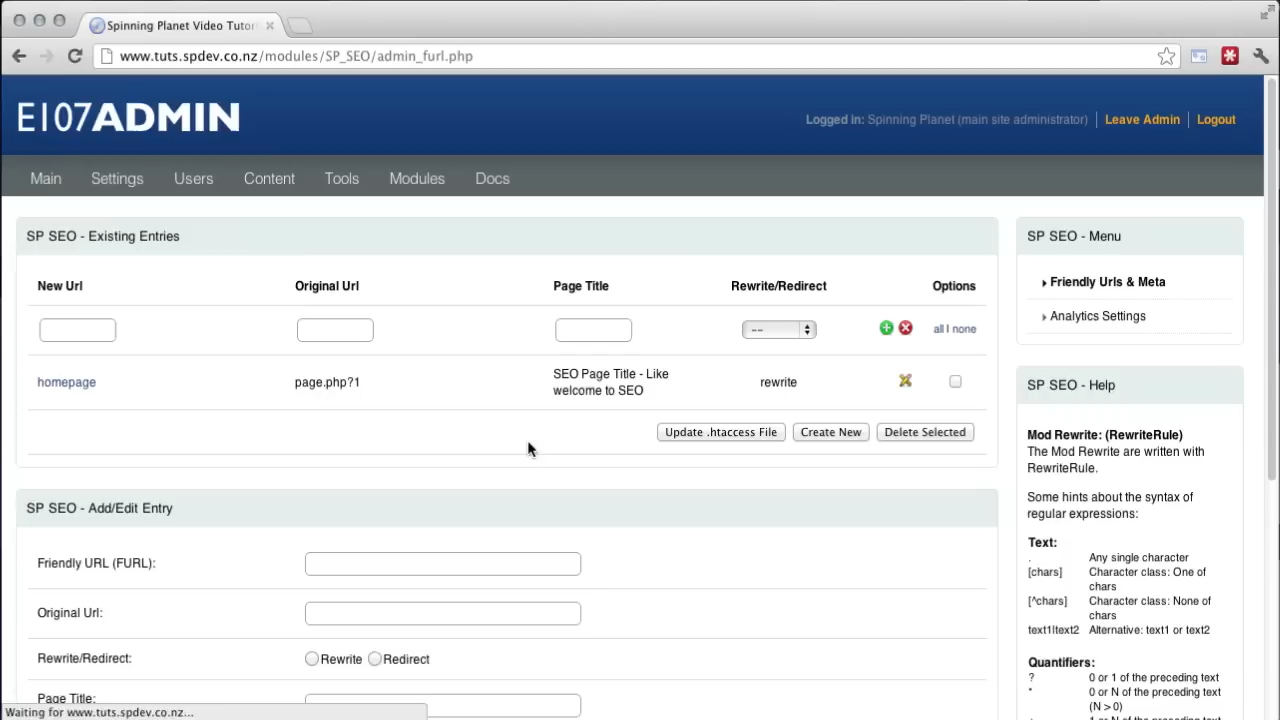 Spinning Planet Video Tutor
www.tuts.spdev.co.nz/modules/SP_SEO/admin_furl.php
E107ADMIN
Logged in: Spinning Planet (main site administrator) Leave Admin Logout
Main Settings Users Content Tools Modules Docs
SP SEO - Existing Entries
New Url Original Url Page Title Rewrite/Redirect Options
-- all | none
homepage page.php?1 SEO Page Title - Like
welcome to SEO rewrite
Update .htaccess File Create New Delete Selected
SP SEO - Add/Edit Entry
Friendly URL (FURL):
Original Url:
Rewrite/Redirect: Rewrite Redirect
Page Title:
Waiting for www.tuts.spdev.co.nz...
SP SEO - Menu
Friendly Urls & Meta
Analytics Settings
SP SEO - Help
Mod Rewrite: (RewriteRule)
The Mod Rewrite are written with
RewriteRule.
Some hints about the syntax of
regular expressions:
Text:
. Any single character
[chars] Character class: One of
chars
[^chars] Character class: None of
chars
text1|text2 Alternative: text1 or text2
Quantifiers:
? 0 or 1 of the preceding text
* 0 or N of the preceding text
(N > 0)
+ 1 or N of the preceding text